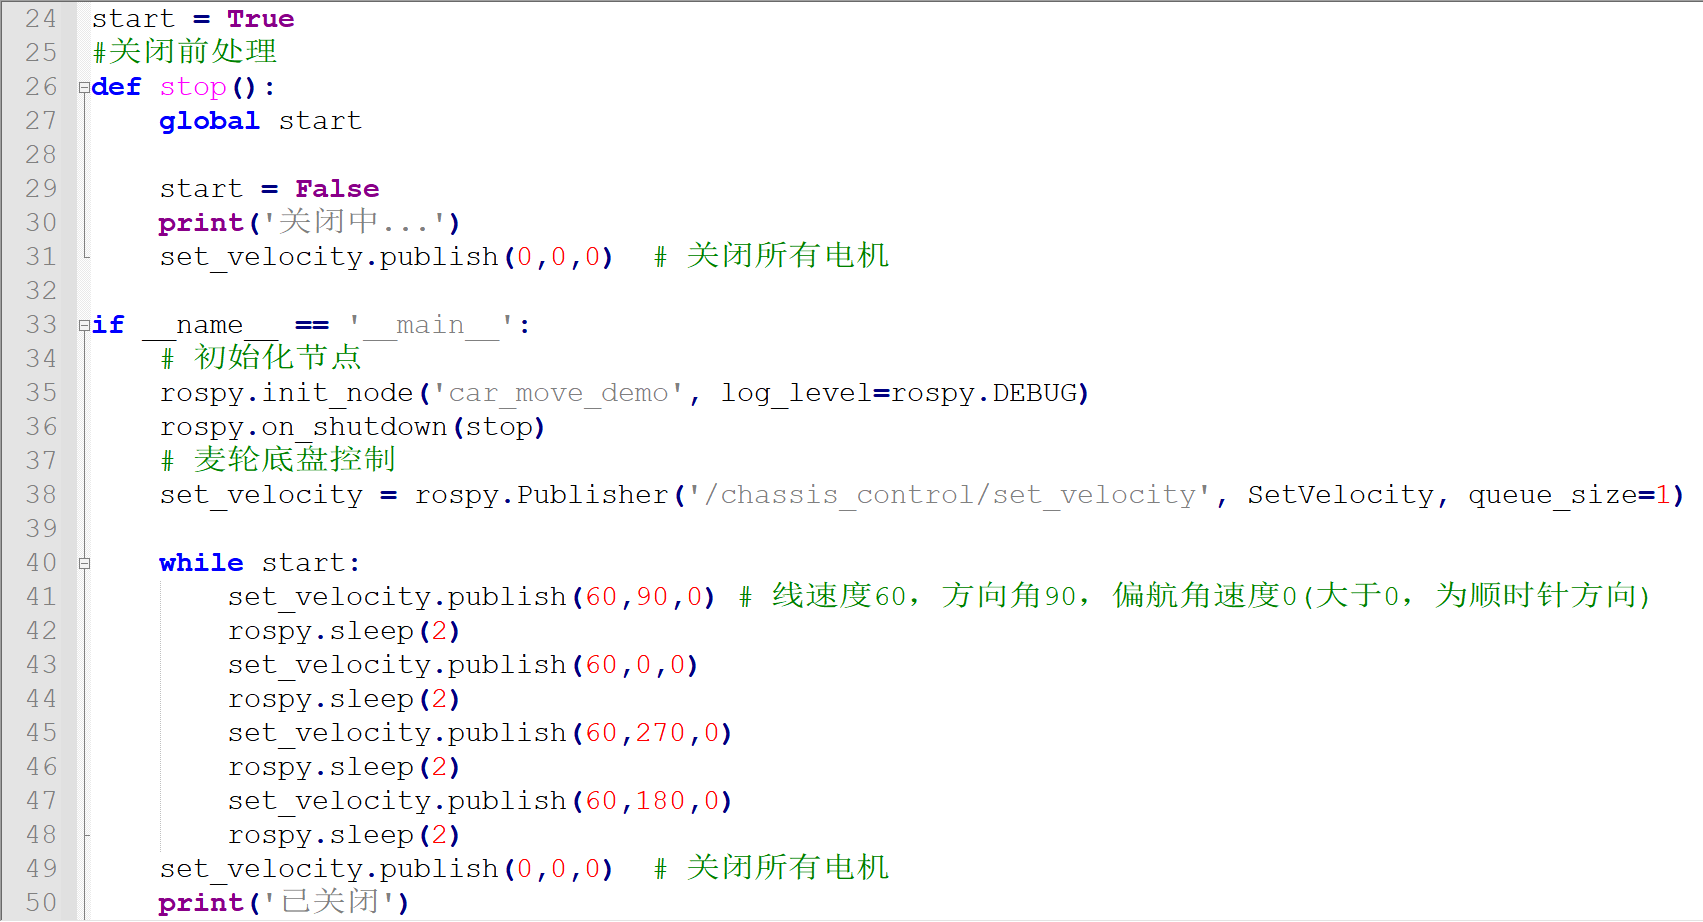 24 start = True
25 #关闭前处理
26 def stop():
27     global start
28
29     start = False
30     print('关闭中...')
31     set_velocity.publish(0,0,0)  # 关闭所有电机
32
33 if __name__ == '__main__':
34     # 初始化节点
35     rospy.init_node('car_move_demo', log_level=rospy.DEBUG)
36     rospy.on_shutdown(stop)
37     # 麦轮底盘控制
38     set_velocity = rospy.Publisher('/chassis_control/set_velocity', SetVelocity, queue_size=1)
39
40     while start:
41         set_velocity.publish(60,90,0) # 线速度60，方向角90，偏航角速度0(大于0，为顺时针方向)
42         rospy.sleep(2)
43         set_velocity.publish(60,0,0)
44         rospy.sleep(2)
45         set_velocity.publish(60,270,0)
46         rospy.sleep(2)
47         set_velocity.publish(60,180,0)
48         rospy.sleep(2)
49     set_velocity.publish(0,0,0)  # 关闭所有电机
50     print('已关闭')